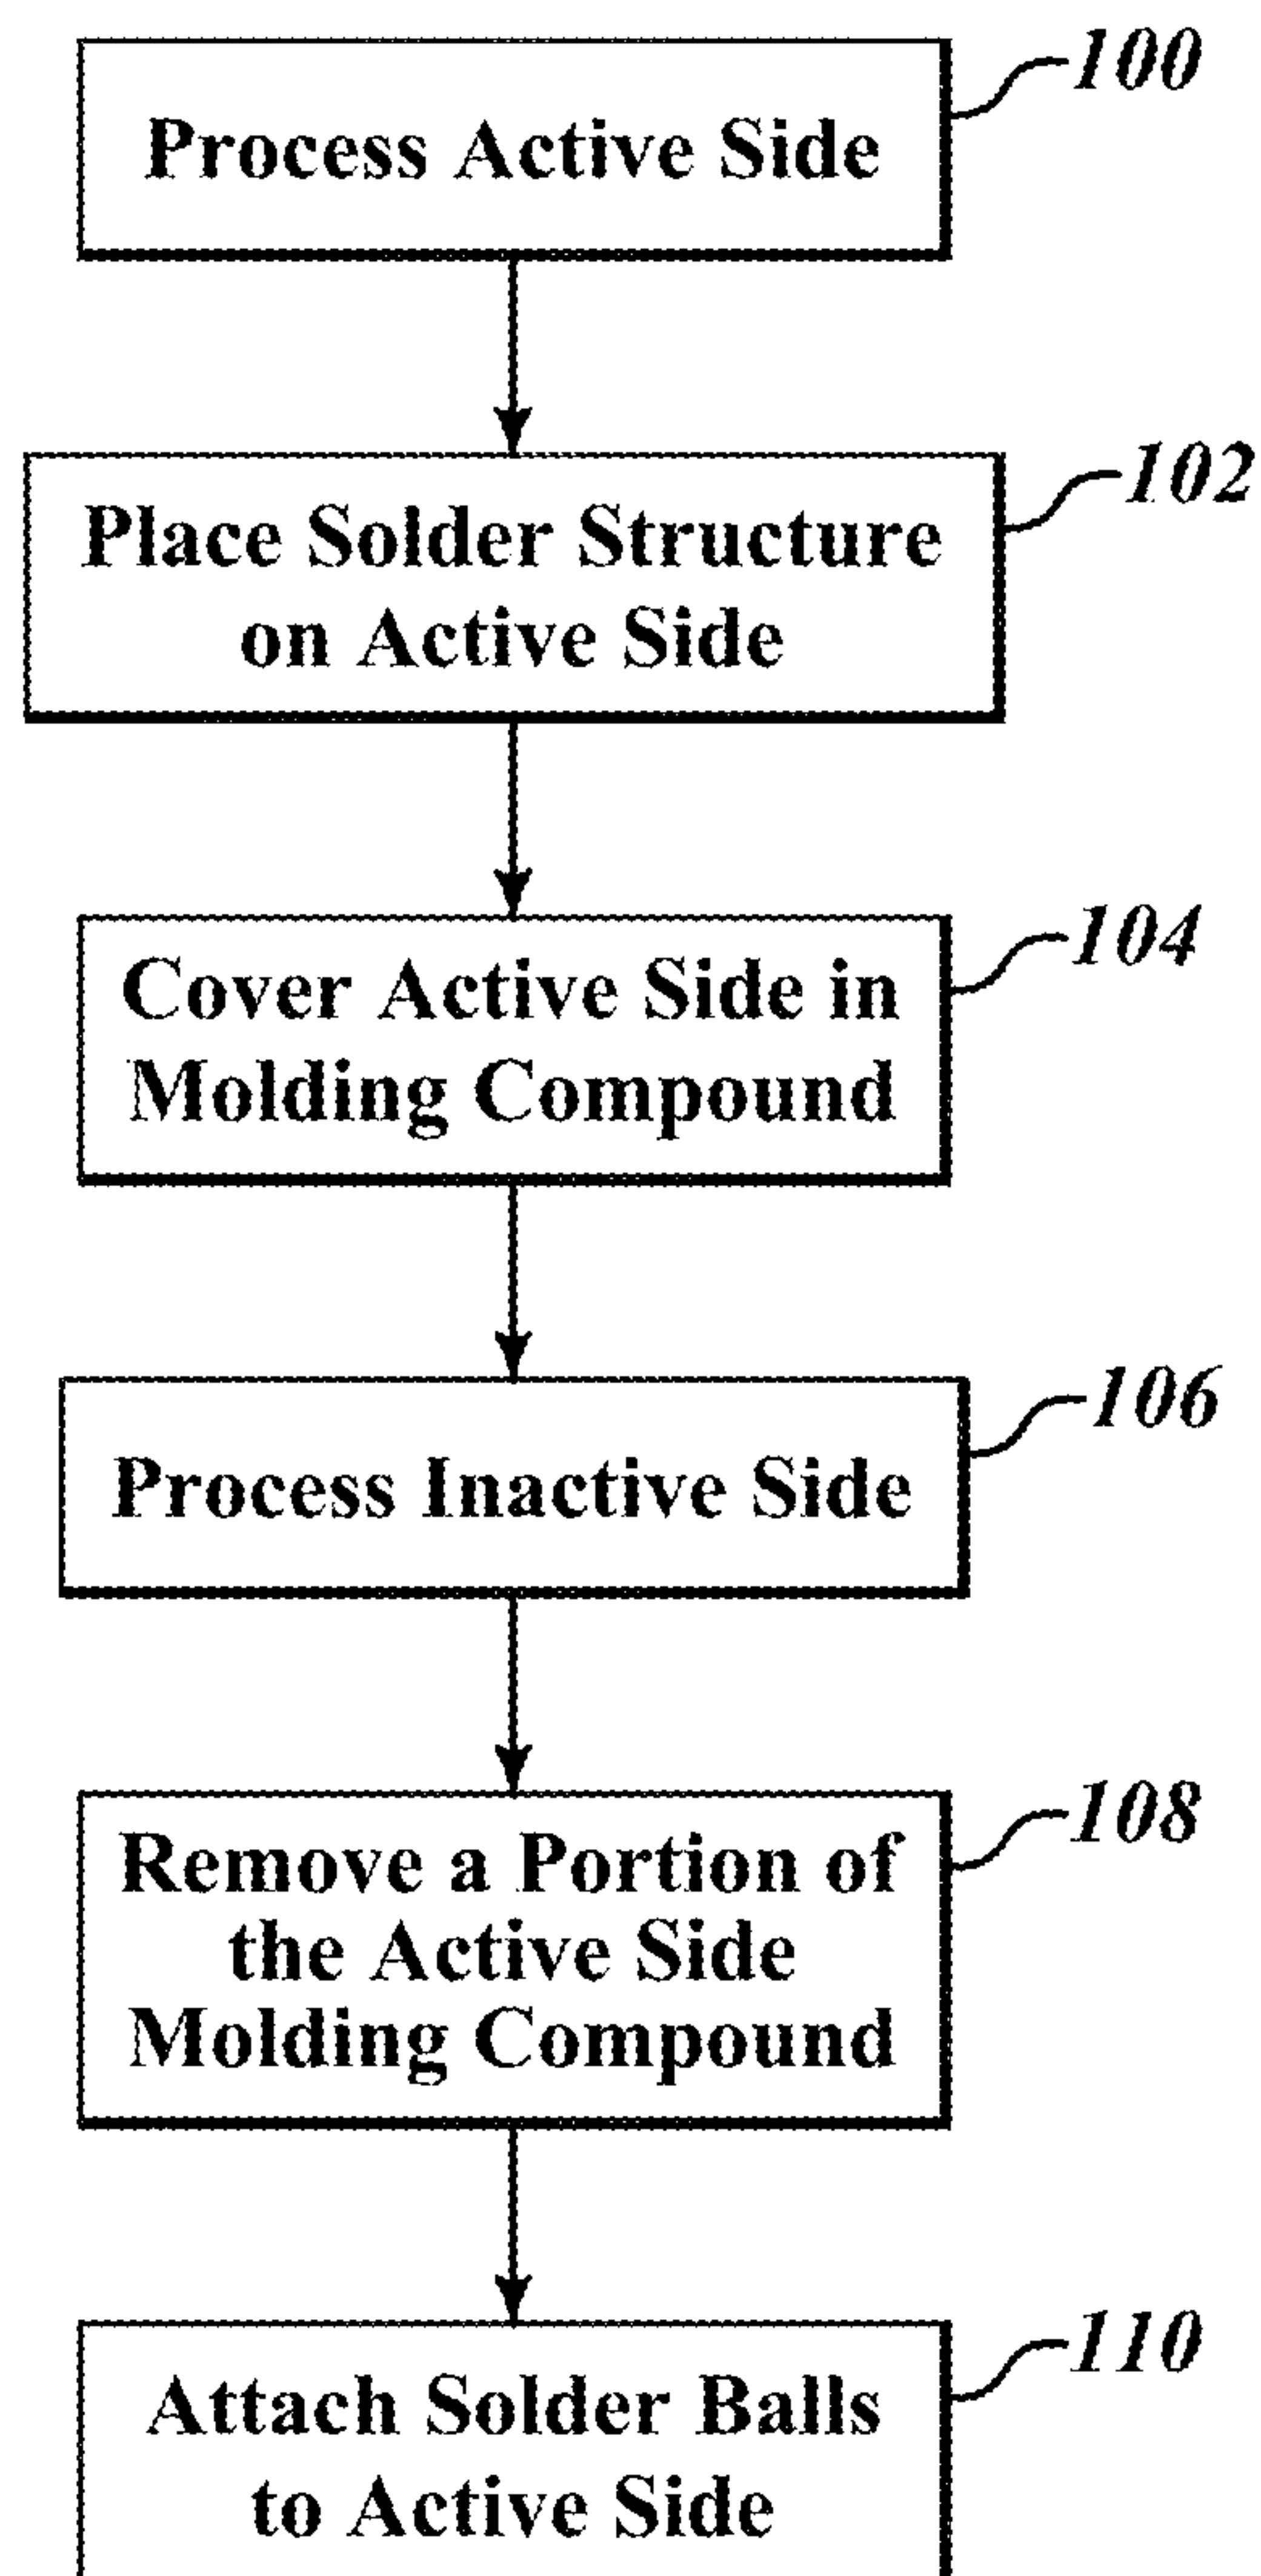 100
Process Active Side
102
Place Solder Structure
on Active Side
104
Cover Active Side in
Molding Compound
106
Process Inactive Side
108
Remove a Portion of
the Active Side
Molding Compound
110
Attach Solder Balls
to Active Side